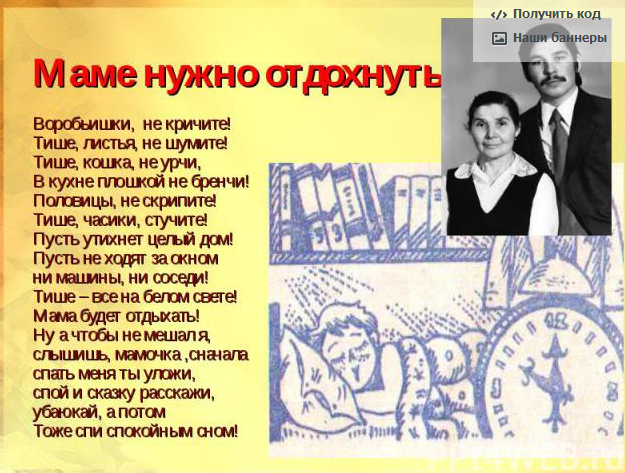 Получить код
Наши баннеры
Маме нужно отдохнуть
Воробьишки, не кричите!
Тише, листья, не шумите!
Тише, кошка, не урчи,
В кухне плошкой не бренчи!
Половицы, не скрипите!
Тише, часики, стучите!
Пусть утихнет целый дом!
Пусть не ходят за окном
ни машины, ни соседи!
Тише – все на белом свете!
Мама будет отдыхать!
Ну а чтобы не мешал я,
слышишь, мамочка ,сначала
спать меня ты уложи,
спой и сказку расскажи,
убаюкай, а потом
Тоже спи спокойным сном!